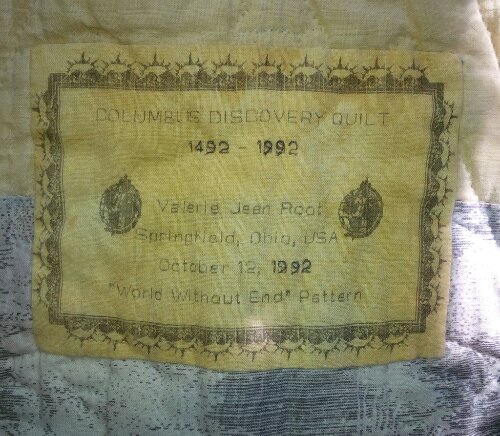 COLUMBUS DISCOVERY QUILT
1492 - 1992
Valerie Jean Root
Springfield, Ohio, USA
October 12, 1992
"World Without End" Pattern